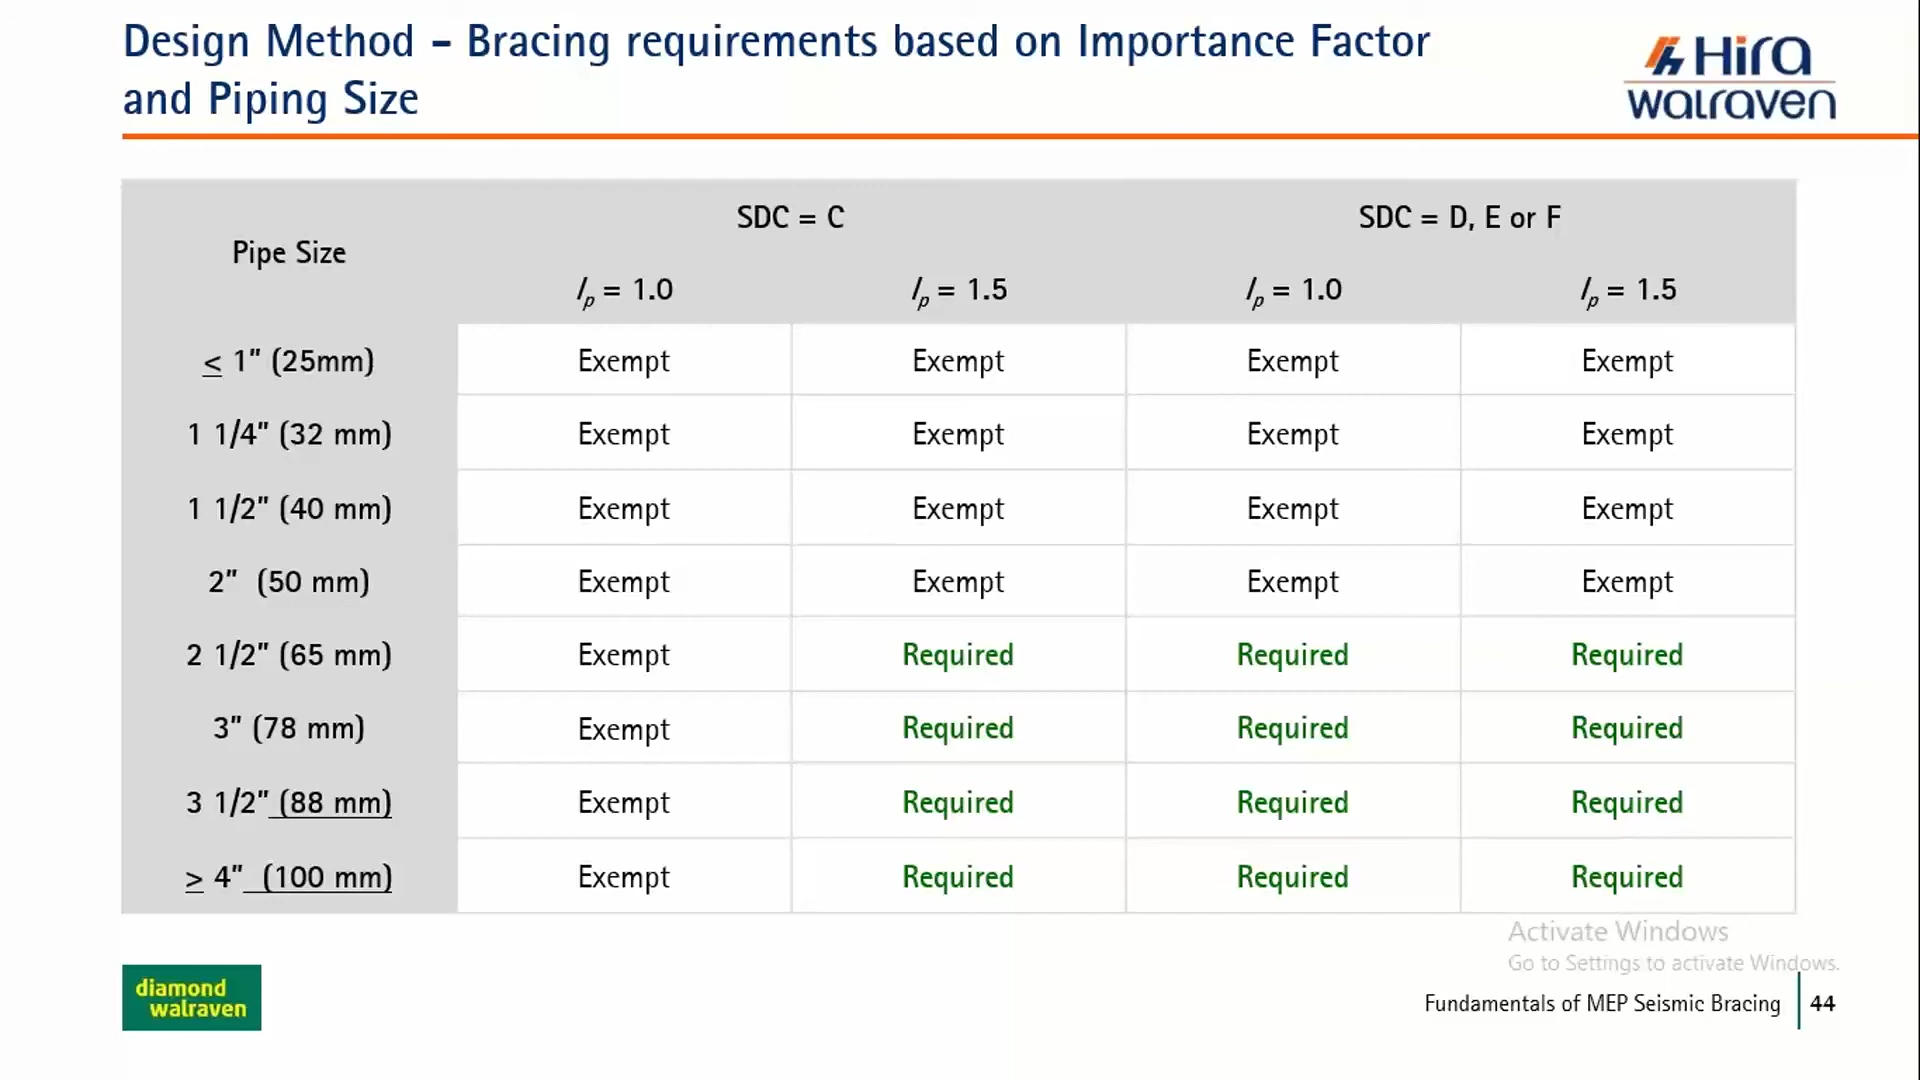 Design Method – Bracing requirements based on Importance Factor
and Piping Size
Hira
walraven
Pipe Size
SDC = C
SDC = D, E or F
Ip = 1.0
Ip = 1.5
Ip = 1.0
Ip = 1.5
≤ 1" (25mm) Exempt Exempt Exempt Exempt
1 1/4" (32 mm) Exempt Exempt Exempt Exempt
1 1/2" (40 mm) Exempt Exempt Exempt Exempt
2" (50 mm) Exempt Exempt Exempt Exempt
2 1/2" (65 mm) Exempt Required Required Required
3" (78 mm) Exempt Required Required Required
3 1/2" (88 mm) Exempt Required Required Required
≥ 4" (100 mm) Exempt Required Required Required
Activate Windows
Go to Settings to activate Windows.
diamond
walraven
Fundamentals of MEP Seismic Bracing 44